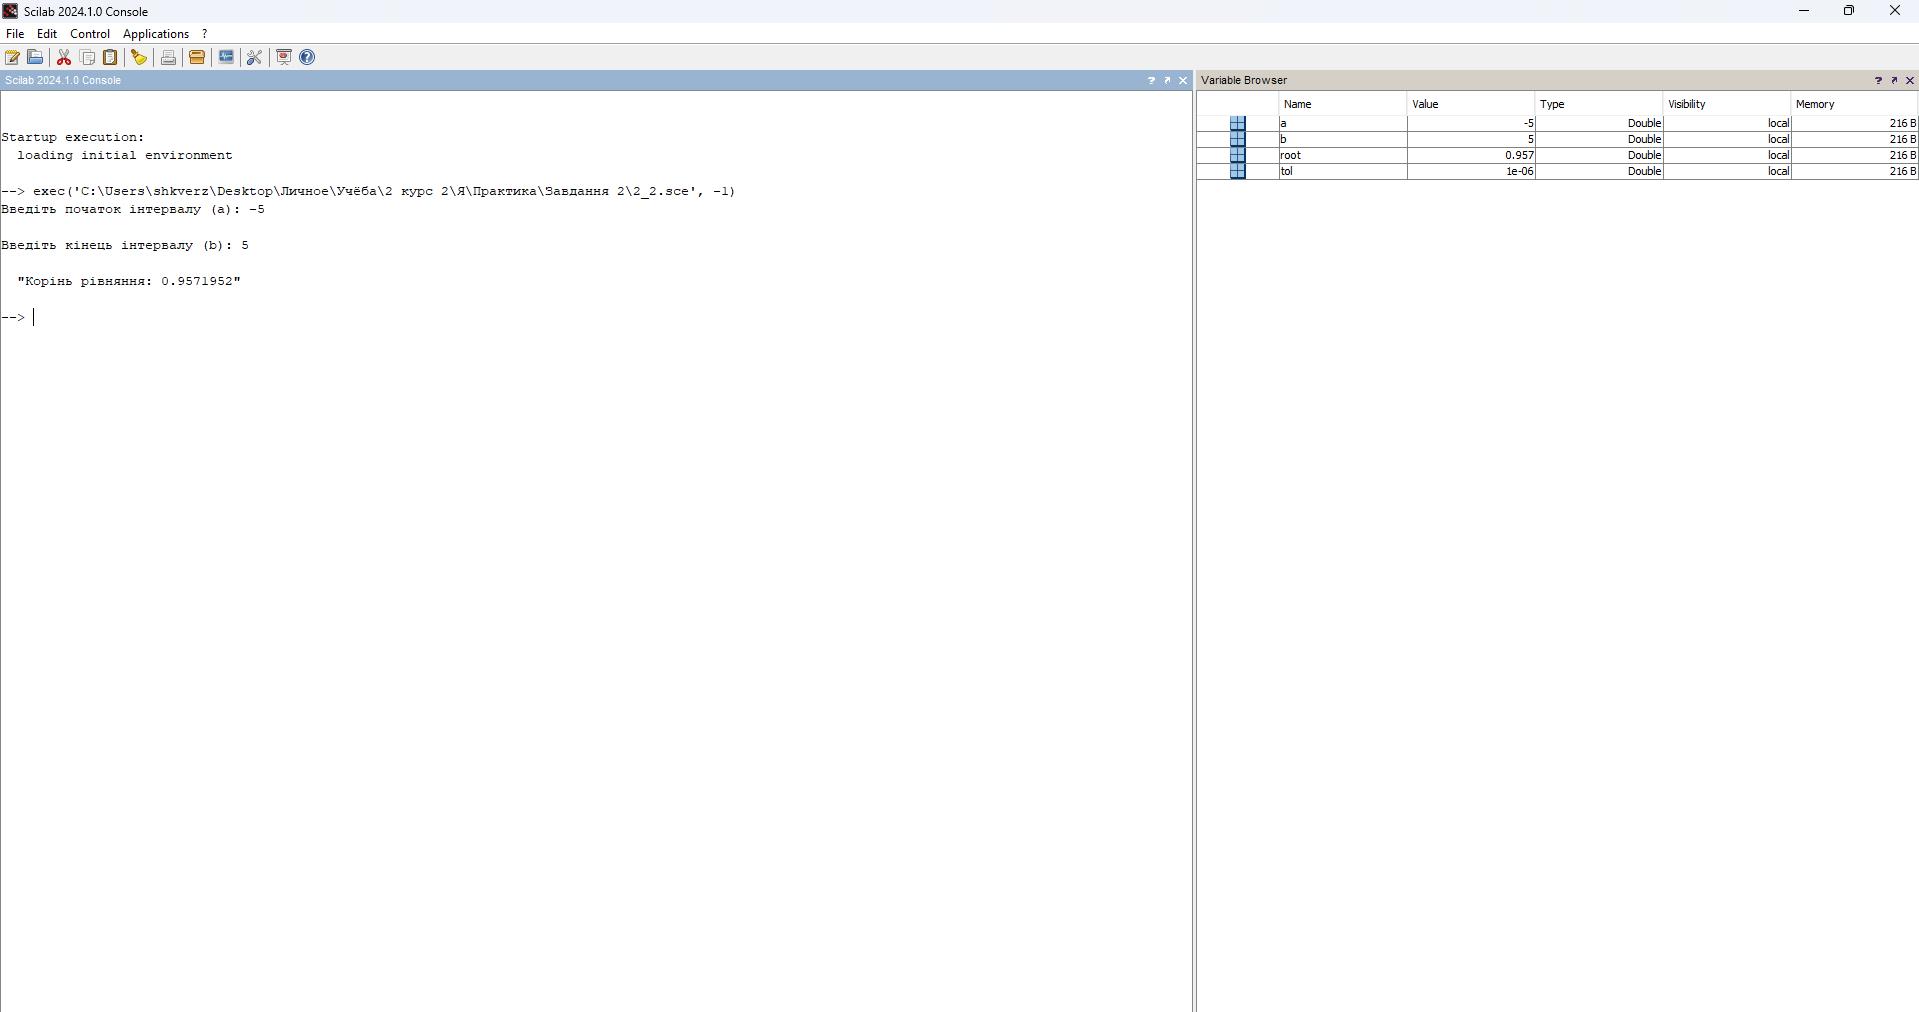 Scilab 2024.1.0 Console
File Edit Control Applications ?
Scilab 2024.1.0 Console
Startup execution:
loading initial environment
--> exec('C:\Users\shkverz\Desktop\Личное\Учёба\2 курс 2\Я\Практика\Завдання 2\2_2.sce', -1)
Введіть початок інтервалу (a): -5
Введіть кінець інтервалу (b): 5
"Корінь рівняння: 0.9571952"
-->
Variable Browser
Name Value Type Visibility Memory
a -5 Double local 216 B
b 5 Double local 216 B
root 0.957 Double local 216 B
tol 1e-06 Double local 216 B